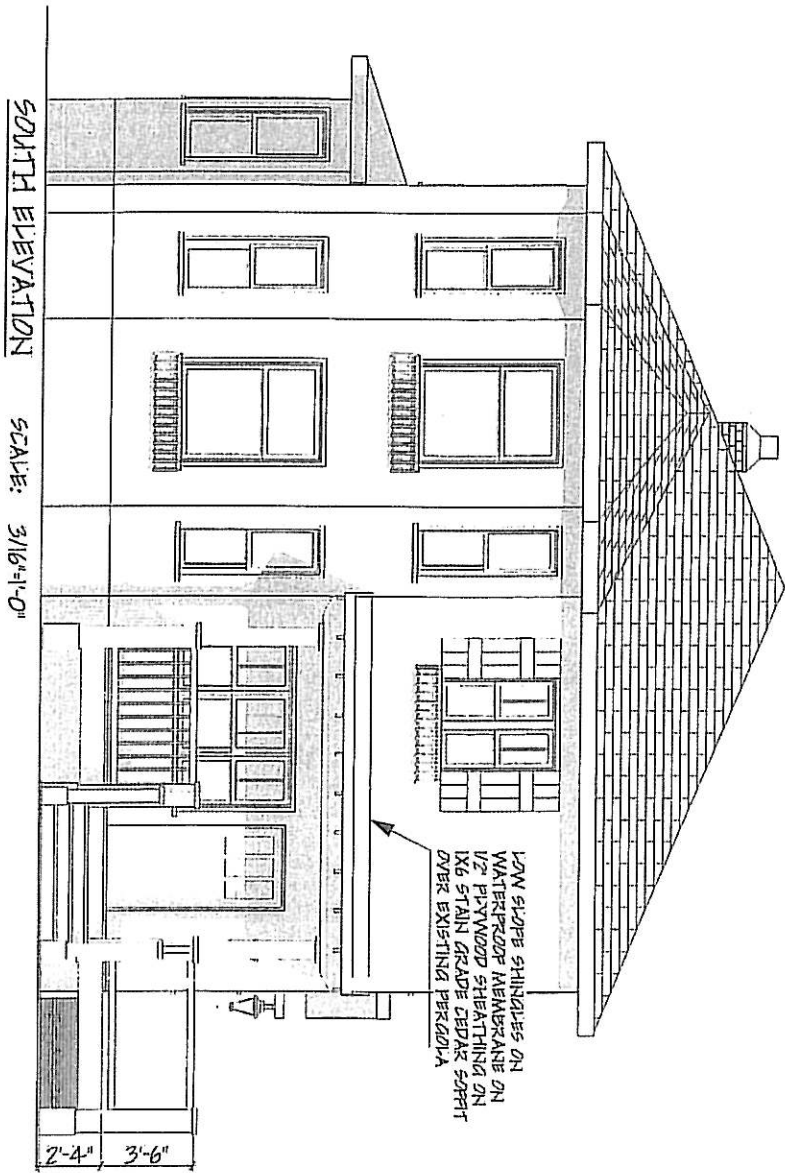 LOW SLOPE SHINGLES ON
WATERPROOF MEMBRANE ON
1/2" PLYWOOD SHEATHING ON
1X6 STAIN GRADE CEDAR SOFFIT
OVER EXISTING PERGOLA
3'-6"
2'-4"
SOUTH ELEVATION SCALE: 3/16"=1'-0"